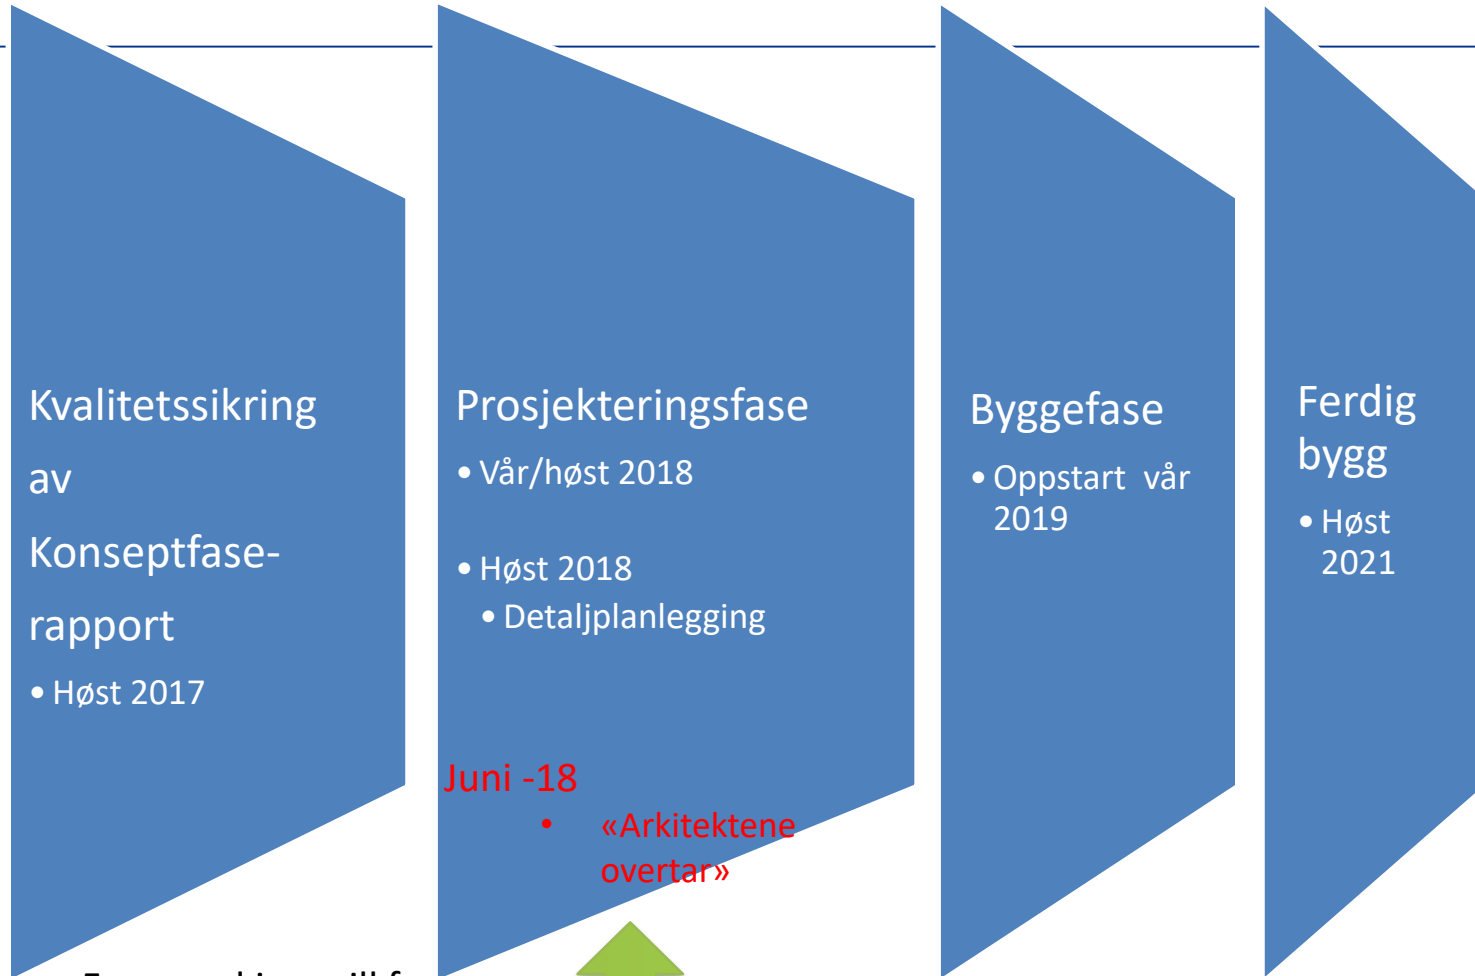 Kvalitetssikring
av
Konseptfase-
rapport
• Høst 2017
Prosjekteringsfase
• Vår/høst 2018
• Høst 2018
• Detaljplanlegging
Juni -18
• «Arkitektene
overtar»
Byggefase
• Oppstart vår
2019
Ferdig
bygg
• Høst
2021